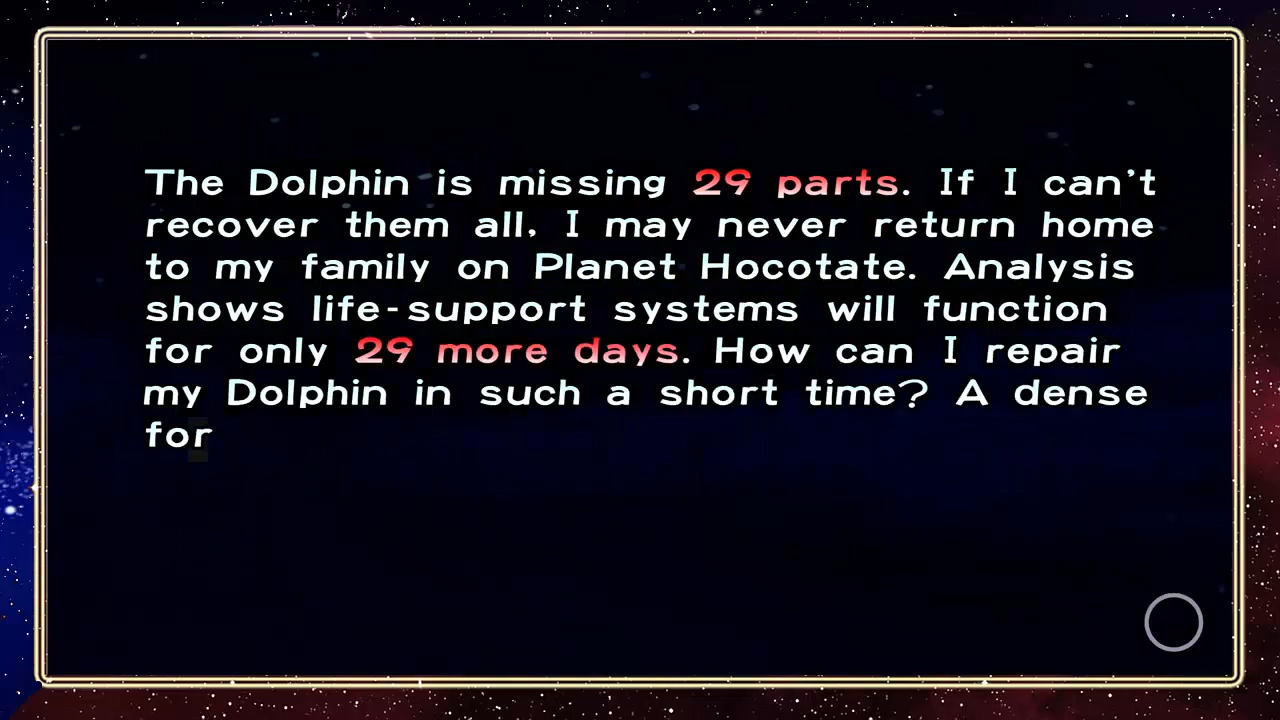 The Dolphin is missing 29 parts. If I can't
recover them all, I may never return home
to my family on Planet Hocotate. Analysis
shows life-support systems will function
for only 29 more days. How can I repair
my Dolphin in such a short time? A dense
for